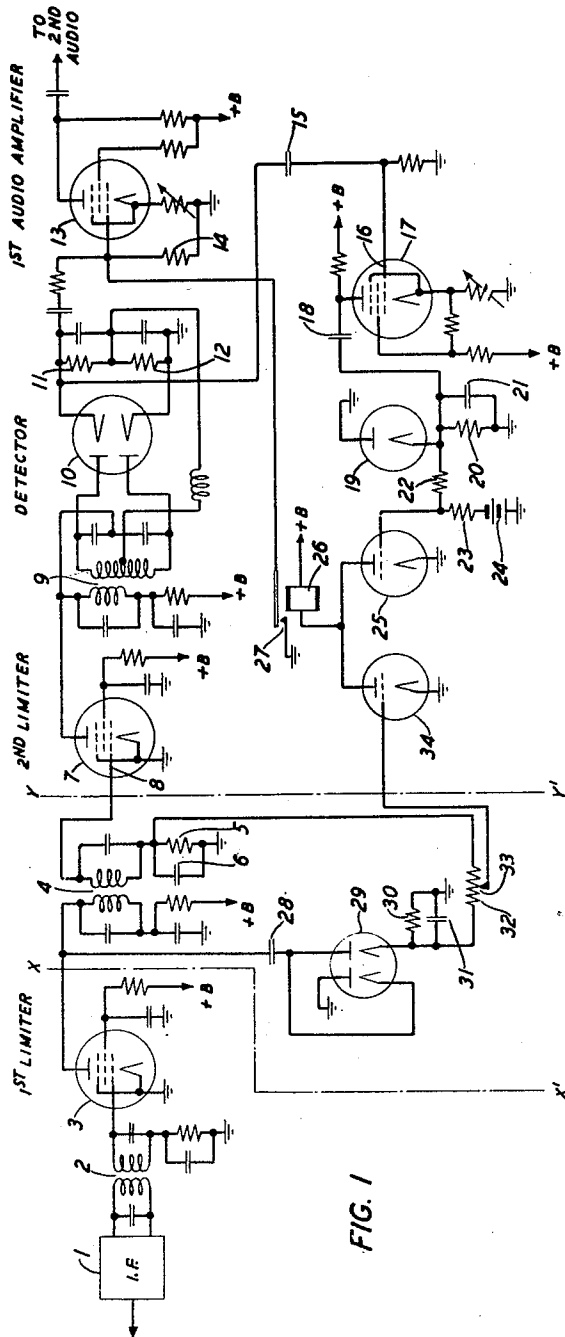 1ST LIMITER
2ND LIMITER
DETECTOR
1ST AUDIO AMPLIFIER
TO
2ND
AUDIO
1
I.F.
2
3
+B
X
X'
4
5
6
+B
28
29
30
31
32
33
Y
Y'
7
8
+B
9
+B
10
11
12
13
14
+B
15
16
17
+B
18
+B
19
20
21
22
23
24
25
26
+B
27
34
FIG. 1